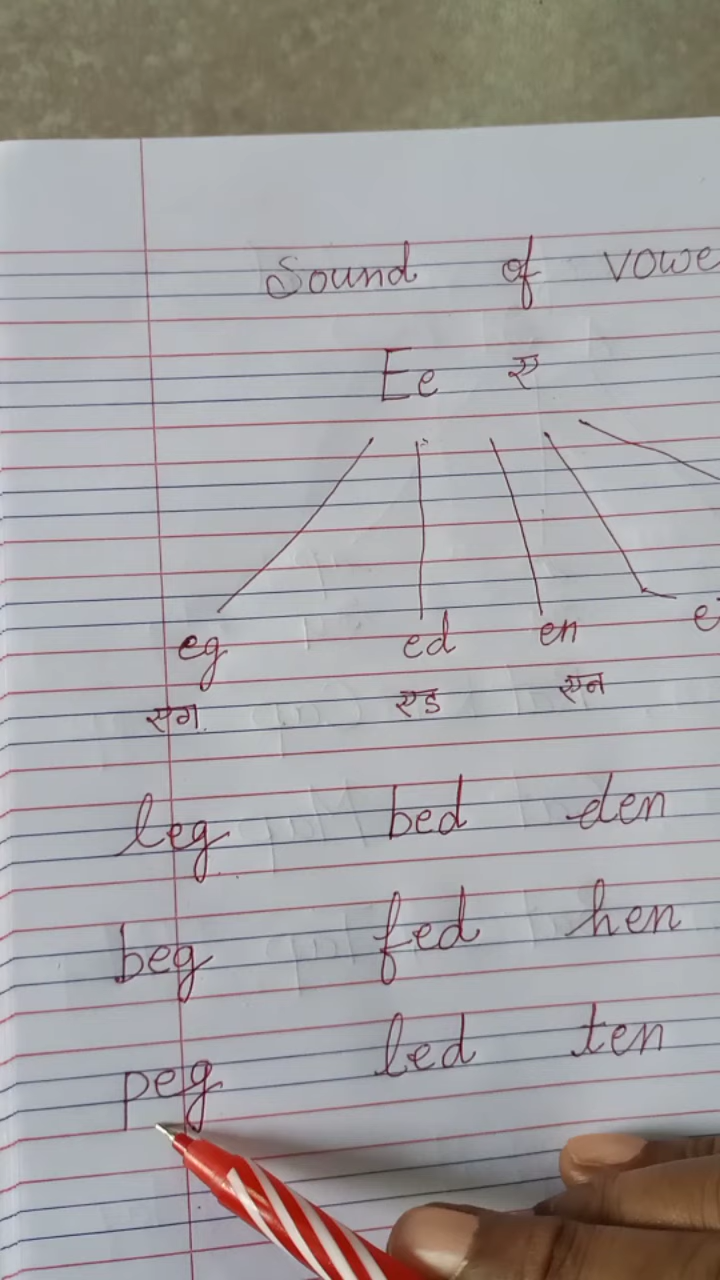 Sound of vowe
Ee ए
eg ed en e
एग एड एन
leg bed den
beg fed hen
peg led ten